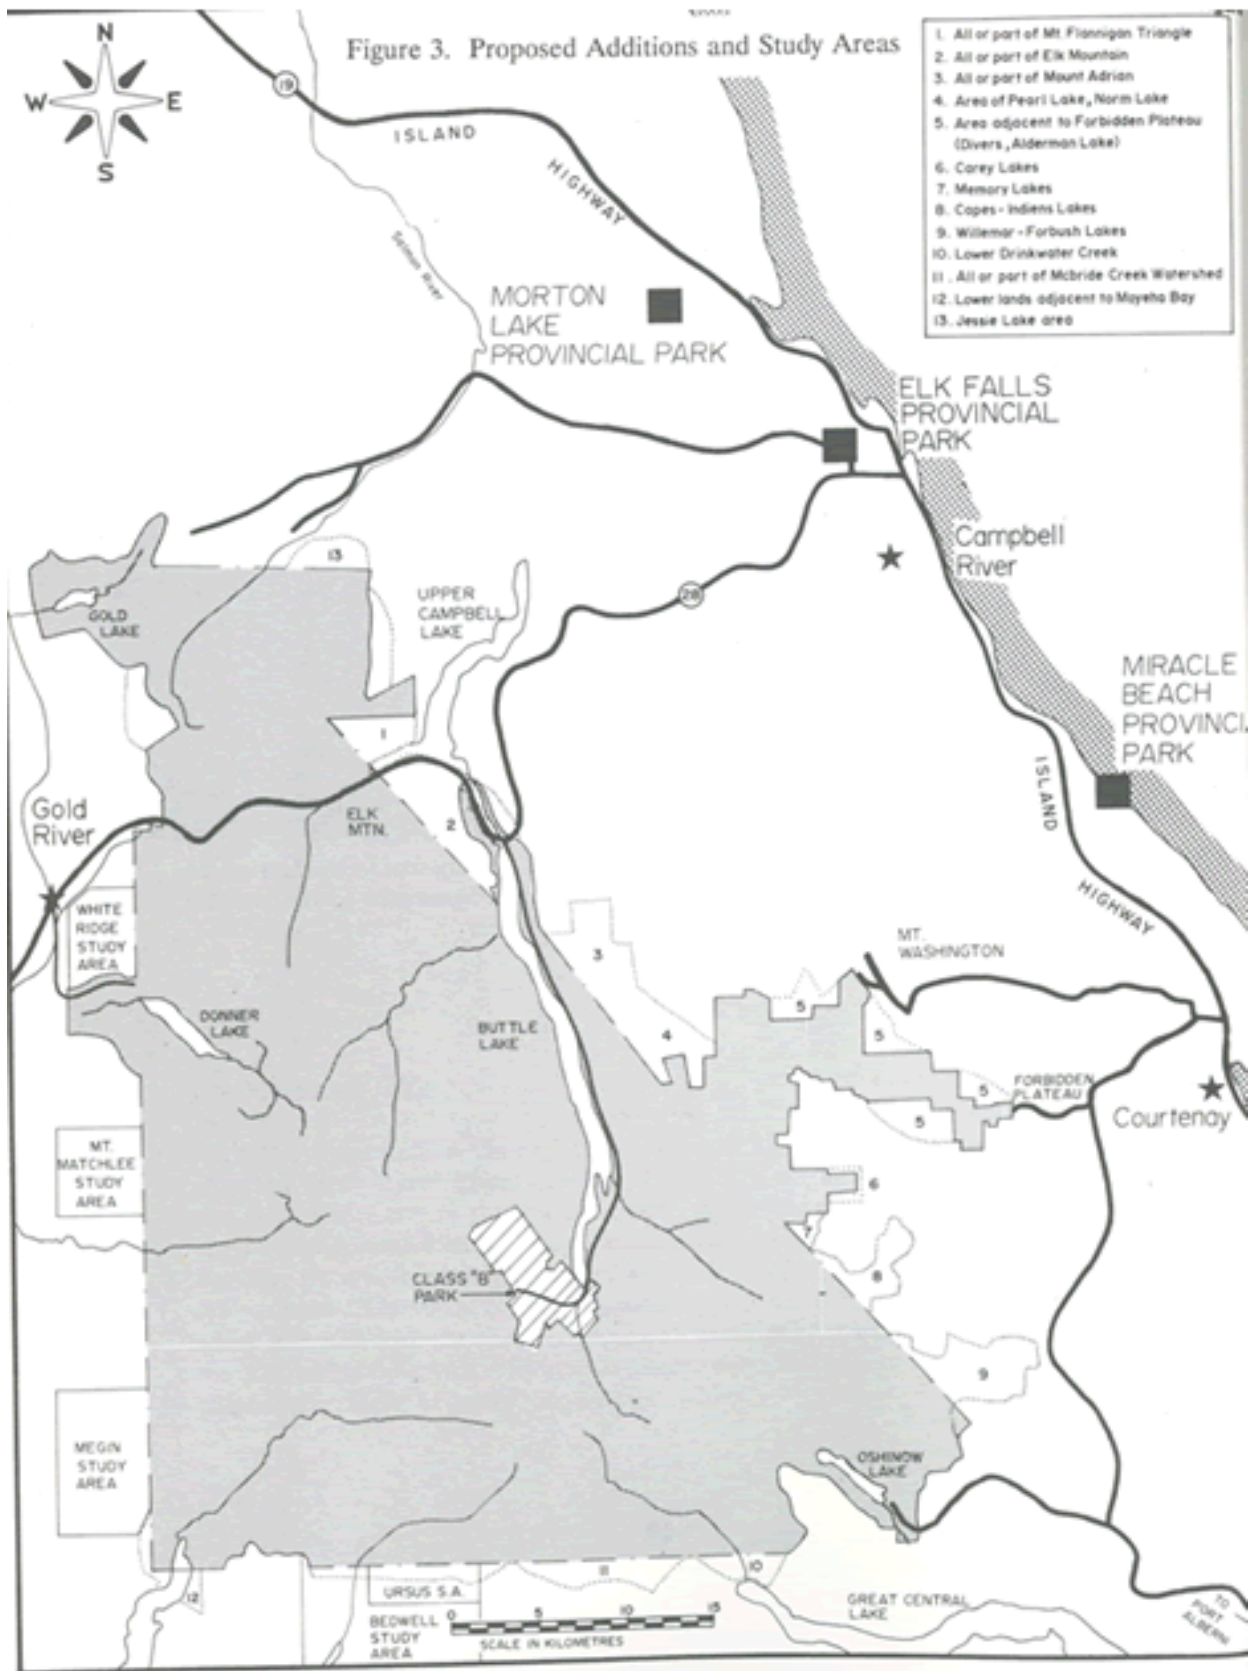 Figure 3. Proposed Additions and Study Areas
1. All or part of Mt. Flannigan Triangle
2. All or part of Elk Mountain
3. All or part of Mount Adrian
4. Area of Pearl Lake, Norm Lake
5. Area adjacent to Forbidden Plateau
(Divers, Alderman Lake)
6. Carey Lakes
7. Memory Lakes
8. Capes-Indiens Lakes
9. Willemar-Forbush Lakes
10. Lower Drinkwater Creek
11. All or part of Mcbride Creek Watershed
12. Lower lands adjacent to Moyeha Bay
13. Jessie Lake area
N
W E
S
19
ISLAND
HIGHWAY
Salmon River
MORTON
LAKE
PROVINCIAL PARK
ELK FALLS
PROVINCIAL
PARK
Campbell
River
28
13
UPPER
CAMPBELL
LAKE
GOLD
LAKE
MIRACLE
BEACH
PROVINCI
PARK
1
ISLAND
HIGHWAY
Gold
River
ELK
MTN.
2
WHITE
RIDGE
STUDY
AREA
3
MT.
WASHINGTON
DONNER
LAKE
BUTTLE
LAKE
4
5
5
5
5
FORBIDDEN
PLATEAU
Courtenay
MT.
MATCHLEE
STUDY
AREA
6
7
8
CLASS "B"
PARK
9
MEGIN
STUDY
AREA
OSHINOW
LAKE
10
11
12
URSUS S.A.
BEDWELL
STUDY
AREA
0 5 10 15
SCALE IN KILOMETRES
GREAT CENTRAL
LAKE
TO
PORT
ALBERNI